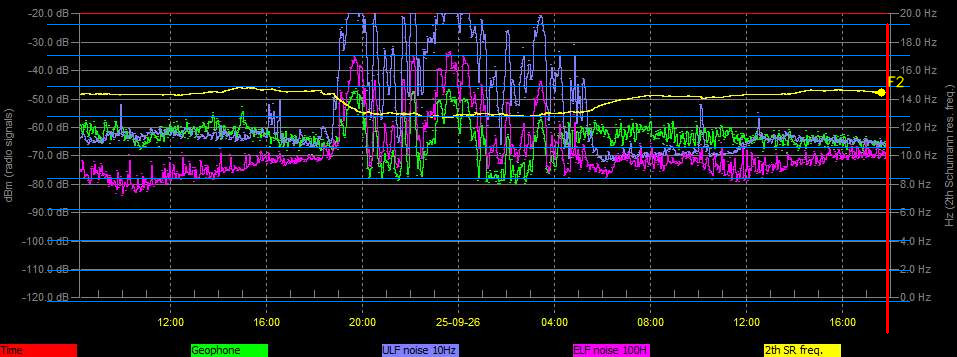 -20.0 dB
-30.0 dB
-40.0 dB
-50.0 dB
-60.0 dB
-70.0 dB
-80.0 dB
-90.0 dB
-100.0 dB
-110.0 dB
-120.0 dB
dBm (radio signals)
20.0 Hz
18.0 Hz
16.0 Hz
14.0 Hz
12.0 Hz
10.0 Hz
8.0 Hz
6.0 Hz
4.0 Hz
2.0 Hz
0.0 Hz
Hz (2th Schumann res. freq.)
F2
12:00 16:00 20:00 25-09-26 04:00 08:00 12:00 16:00
Time Geophone ULF noise 10Hz ELF noise 100H 2th SR freq.